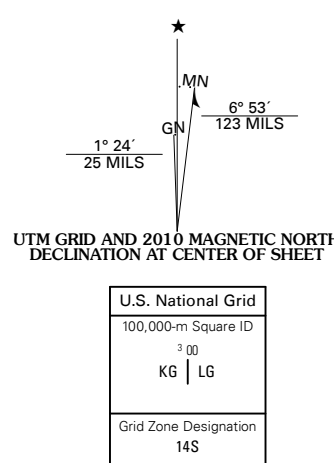 ★
MN
GN
6° 53´
123 MILS
1° 24´
25 MILS
UTM GRID AND 2010 MAGNETIC NORTH
DECLINATION AT CENTER OF SHEET
U.S. National Grid
100,000-m Square ID
3 00
KG | LG
Grid Zone Designation
14S